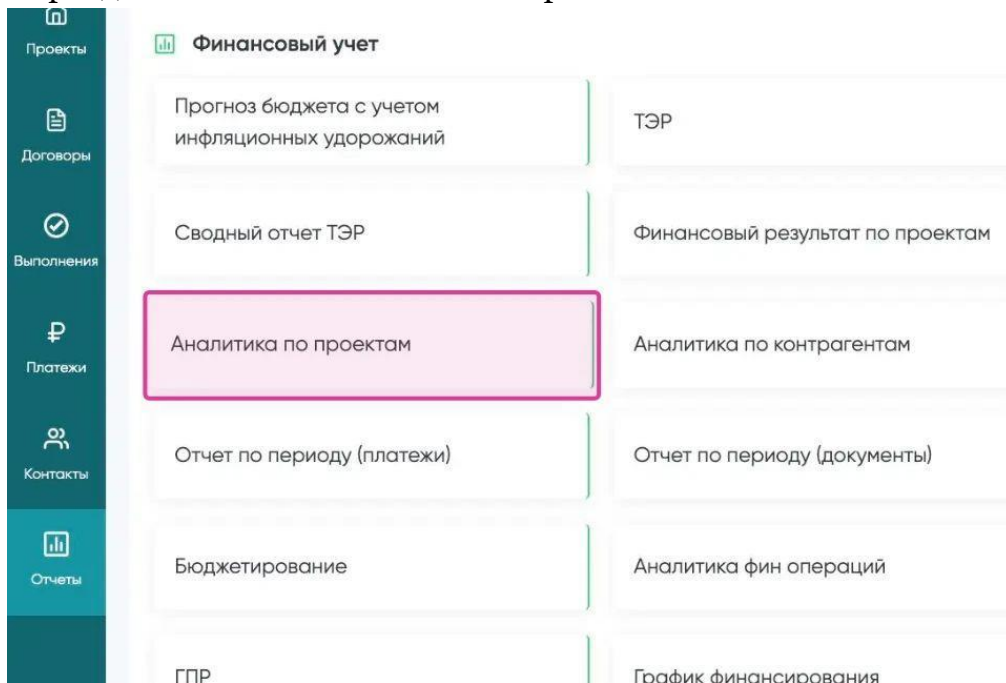 Проекты
Договоры
Выполнения
₽
Платежи
Контакты
Отчеты
Финансовый учет
Прогноз бюджета с учетом
инфляционных удорожаний
ТЭР
Сводный отчет ТЭР
Финансовый результат по проектам
Аналитика по проектам
Аналитика по контрагентам
Отчет по периоду (платежи)
Отчет по периоду (документы)
Бюджетирование
Аналитика фин операций
ГПР
График финансирования